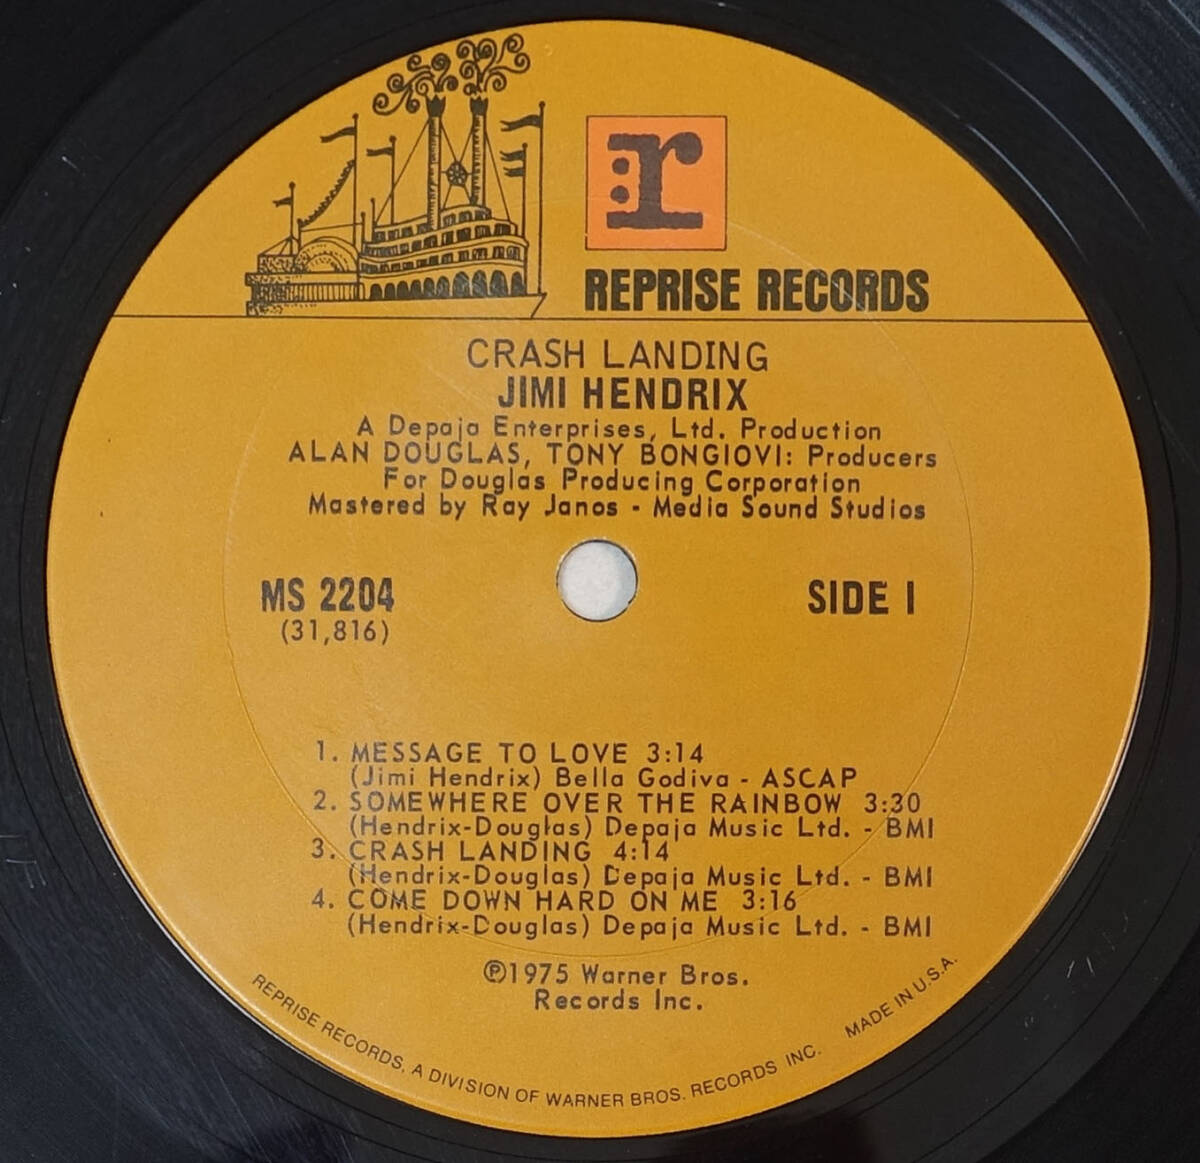 :r
REPRISE RECORDS
CRASH LANDING
JIMI HENDRIX
A Depaja Enterprises, Ltd. Production
ALAN DOUGLAS, TONY BONGIOVI: Producers
For Douglas Producing Corporation
Mastered by Ray Janos - Media Sound Studios
MS 2204
(31,816)
SIDE 1
1. MESSAGE TO LOVE 3:14
(Jimi Hendrix) Bella Godiva - ASCAP
2. SOMEWHERE OVER THE RAINBOW 3:30
(Hendrix-Douglas) Depaja Music Ltd. - BMI
3. CRASH LANDING 4:14
(Hendrix-Douglas) Depaja Music Ltd. - BMI
4. COME DOWN HARD ON ME 3:16
(Hendrix-Douglas) Depaja Music Ltd. - BMI
℗1975 Warner Bros.
Records Inc.
REPRISE RECORDS, A DIVISION OF WARNER BROS. RECORDS INC. MADE IN U.S.A.